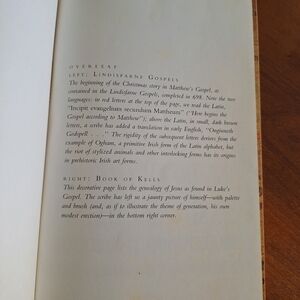 OVERLEAF
LEFT: LINDISFARNE GOSPELS
The beginning of the Christmas story in Matthew's Gospel, as
contained in the Lindisfarne Gospels, completed in 698. Note the two
languages: in red letters at the top of the page, we read the Latin,
"Incipit evangelium secundum Mattheum" ("Here begins the
Gospel according to Matthew"); above the Latin, in small, dark brown
letters, a scribe has added a translation in early English, "Onginneth
Godspell . . ." The rigidity of the subsequent letters derives from the
example of Ogham, a primitive Irish form of the Latin alphabet, but
the riot of stylized animals and other interlocking forms has its origins
in prehistoric Irish art forms.
RIGHT: BOOK OF KELLS
This decorative page lists the genealogy of Jesus as found in Luke's
Gospel. The scribe has left us a jaunty picture of himself—with palette
and brush (and, as if to illustrate the theme of generation, his own
modest erection)—in the bottom right corner.